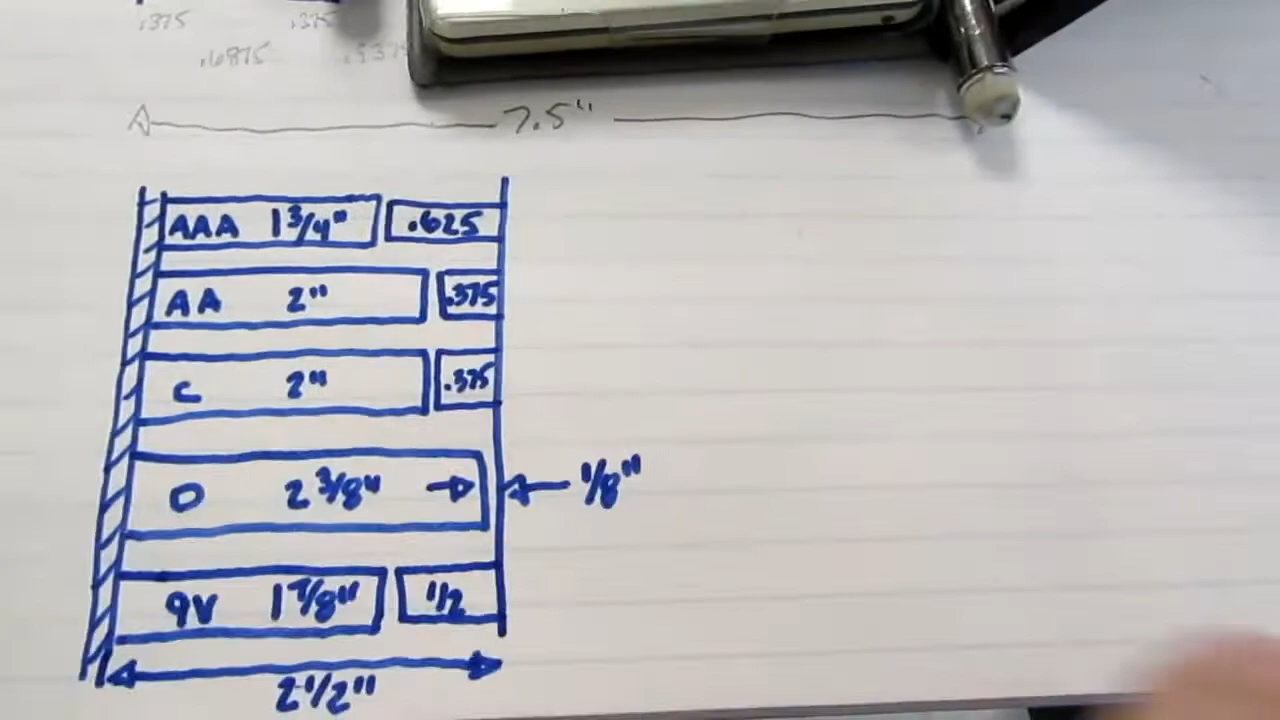 .375 .375
.6875 .937
7.5"
AAA 1 3/4" .625
AA 2" .375
C 2" .375
D 2 3/8" 1/8"
9V 1 7/8" 1/2
2 1/2"